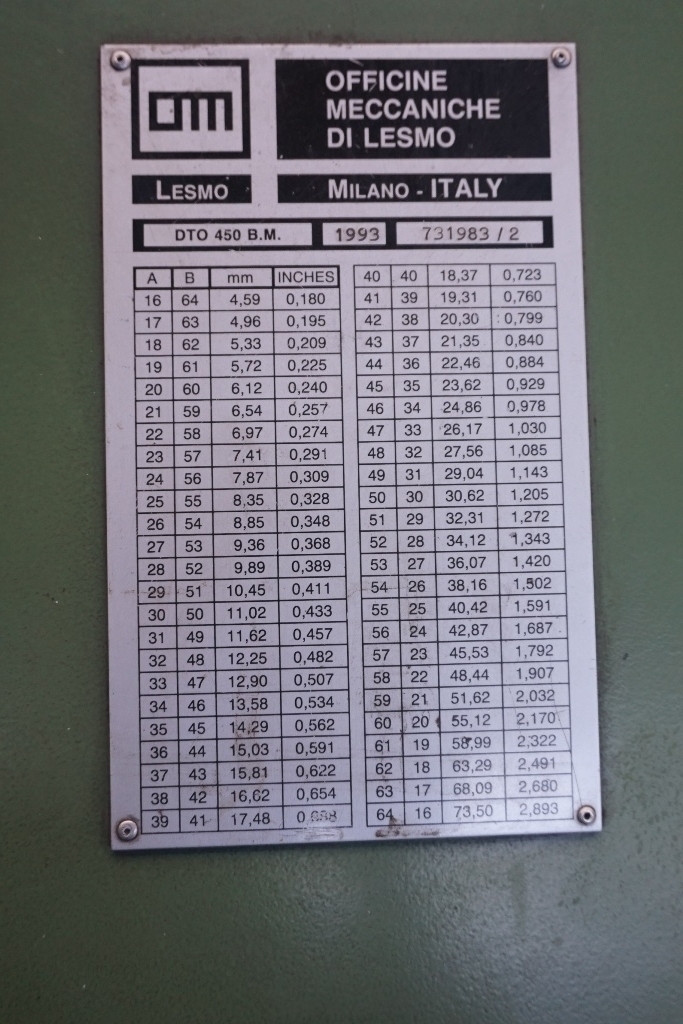 om
OFFICINE
MECCANICHE
DI LESMO
LESMO
MILANO - ITALY
DTO 450 B.M. 1993 731983 / 2
A B mm INCHES
16 64 4,59 0,180
17 63 4,96 0,195
18 62 5,33 0,209
19 61 5,72 0,225
20 60 6,12 0,240
21 59 6,54 0,257
22 58 6,97 0,274
23 57 7,41 0,291
24 56 7,87 0,309
25 55 8,35 0,328
26 54 8,85 0,348
27 53 9,36 0,368
28 52 9,89 0,389
29 51 10,45 0,411
30 50 11,02 0,433
31 49 11,62 0,457
32 48 12,25 0,482
33 47 12,90 0,507
34 46 13,58 0,534
35 45 14,29 0,562
36 44 15,03 0,591
37 43 15,81 0,622
38 42 16,62 0,654
39 41 17,48 0,688
40 40 18,37 0,723
41 39 19,31 0,760
42 38 20,30 0,799
43 37 21,35 0,840
44 36 22,46 0,884
45 35 23,62 0,929
46 34 24,86 0,978
47 33 26,17 1,030
48 32 27,56 1,085
49 31 29,04 1,143
50 30 30,62 1,205
51 29 32,31 1,272
52 28 34,12 1,343
53 27 36,07 1,420
54 26 38,16 1,502
55 25 40,42 1,591
56 24 42,87 1,687
57 23 45,53 1,792
58 22 48,44 1,907
59 21 51,62 2,032
60 20 55,12 2,170
61 19 58,99 2,322
62 18 63,29 2,491
63 17 68,09 2,680
64 16 73,50 2,893